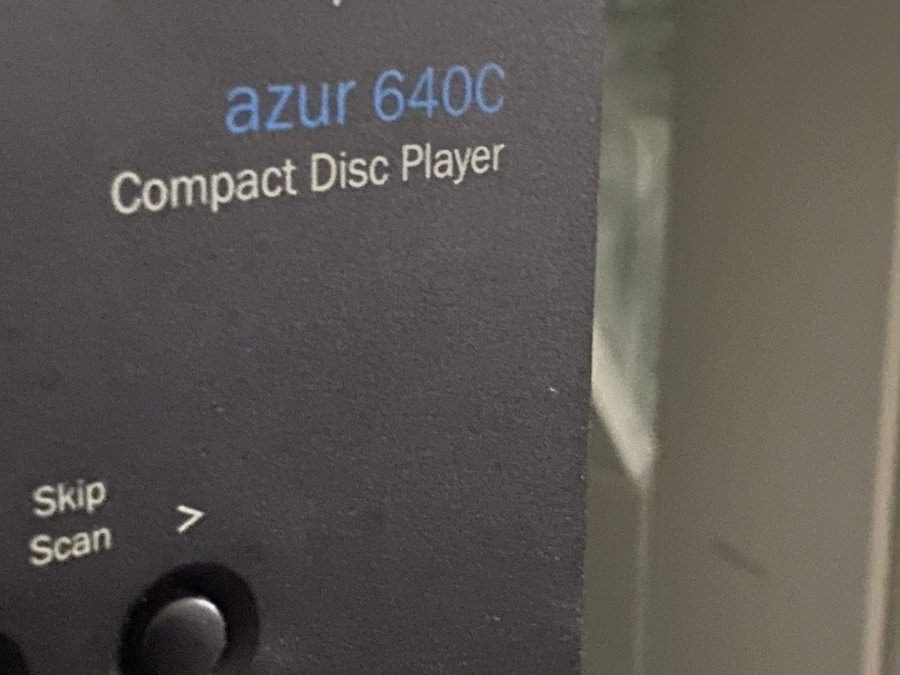 azur 640C
Compact Disc Player
Skip
Scan >